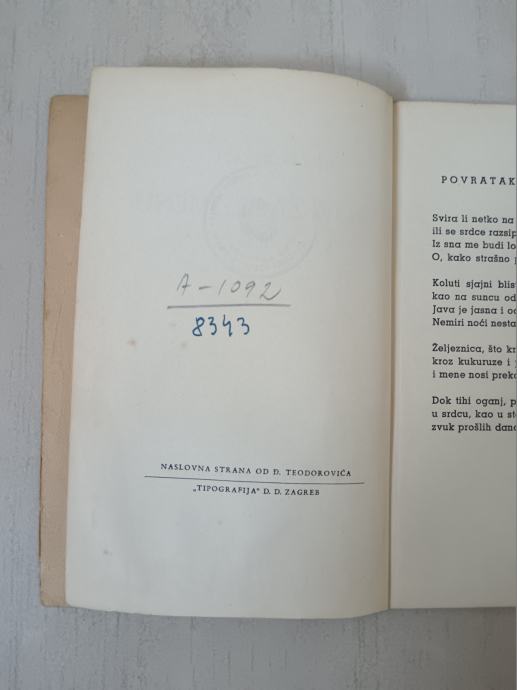 A-1092
8343
NASLOVNA STRANA OD Đ. TEODOROVIĆA
„TIPOGRAFIJA" D. D. ZAGREB
POVRATAK
Svira li netko na
ili se srdce razsip
Iz sna me budi lo
O, kako strašno
Koluti sjajni blis
kao na suncu od
Java je jasna i
Nemiri noći nesta
Željeznica, što kr
kroz kukuruze i
i mene nosi preko
Dok tihi oganj, p
u srdcu, kao u st
zvuk prošlih dana